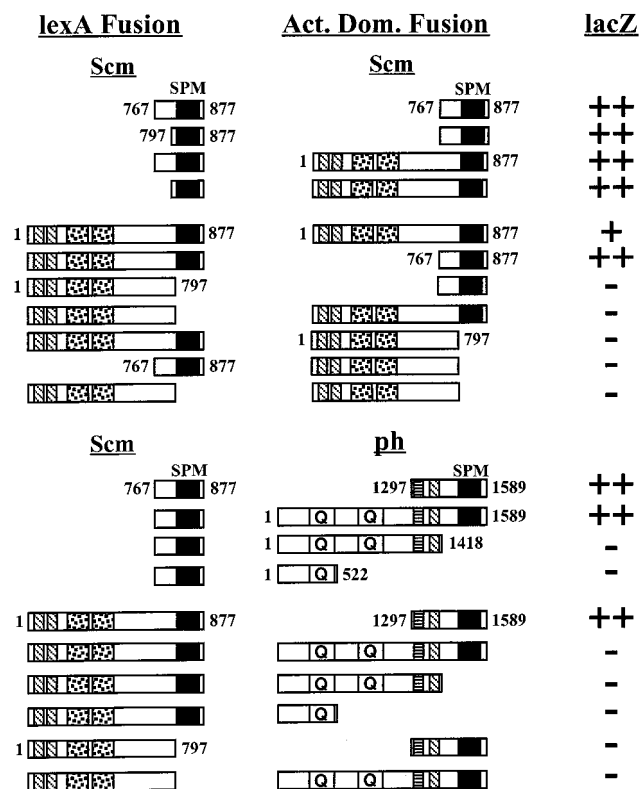 lexA Fusion Act. Dom. Fusion lacZ
Scm Scm
SPM SPM
767 877 767 877 ++
797 877 ++
1 877 ++
++
1 877 1 877 +
767 877 ++
1 797 -
-
1 797 -
767 877 -
-
Scm ph
SPM SPM
767 877 1297 1589 ++
1 Q Q 1589 ++
1 Q Q 1418 -
1 Q 522 -
1 877 1297 1589 ++
Q Q -
Q Q -
Q -
1 797 -
Q Q -